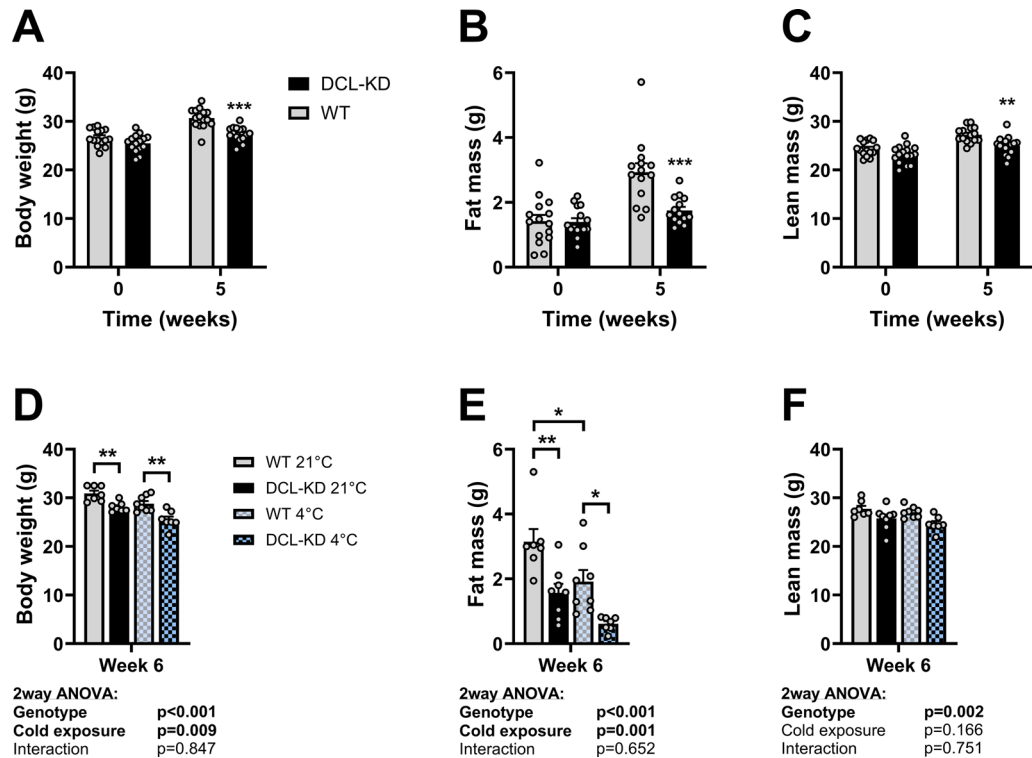 A
Body weight (g)
40
30
20
10
0
***
0
5
Time (weeks)
DCL-KD
WT
B
Fat mass (g)
6
4
2
0
***
0
5
Time (weeks)
C
Lean mass (g)
40
30
20
10
0
**
0
5
Time (weeks)
D
Body weight (g)
40
30
20
10
0
**
**
Week 6
WT 21°C
DCL-KD 21°C
WT 4°C
DCL-KD 4°C
2way ANOVA:
Genotype p<0.001
Cold exposure p=0.009
Interaction p=0.847
E
Fat mass (g)
6
4
2
0
*
**
*
Week 6
2way ANOVA:
Genotype p<0.001
Cold exposure p=0.001
Interaction p=0.652
F
Lean mass (g)
40
30
20
10
0
Week 6
2way ANOVA:
Genotype p=0.002
Cold exposure p=0.166
Interaction p=0.751